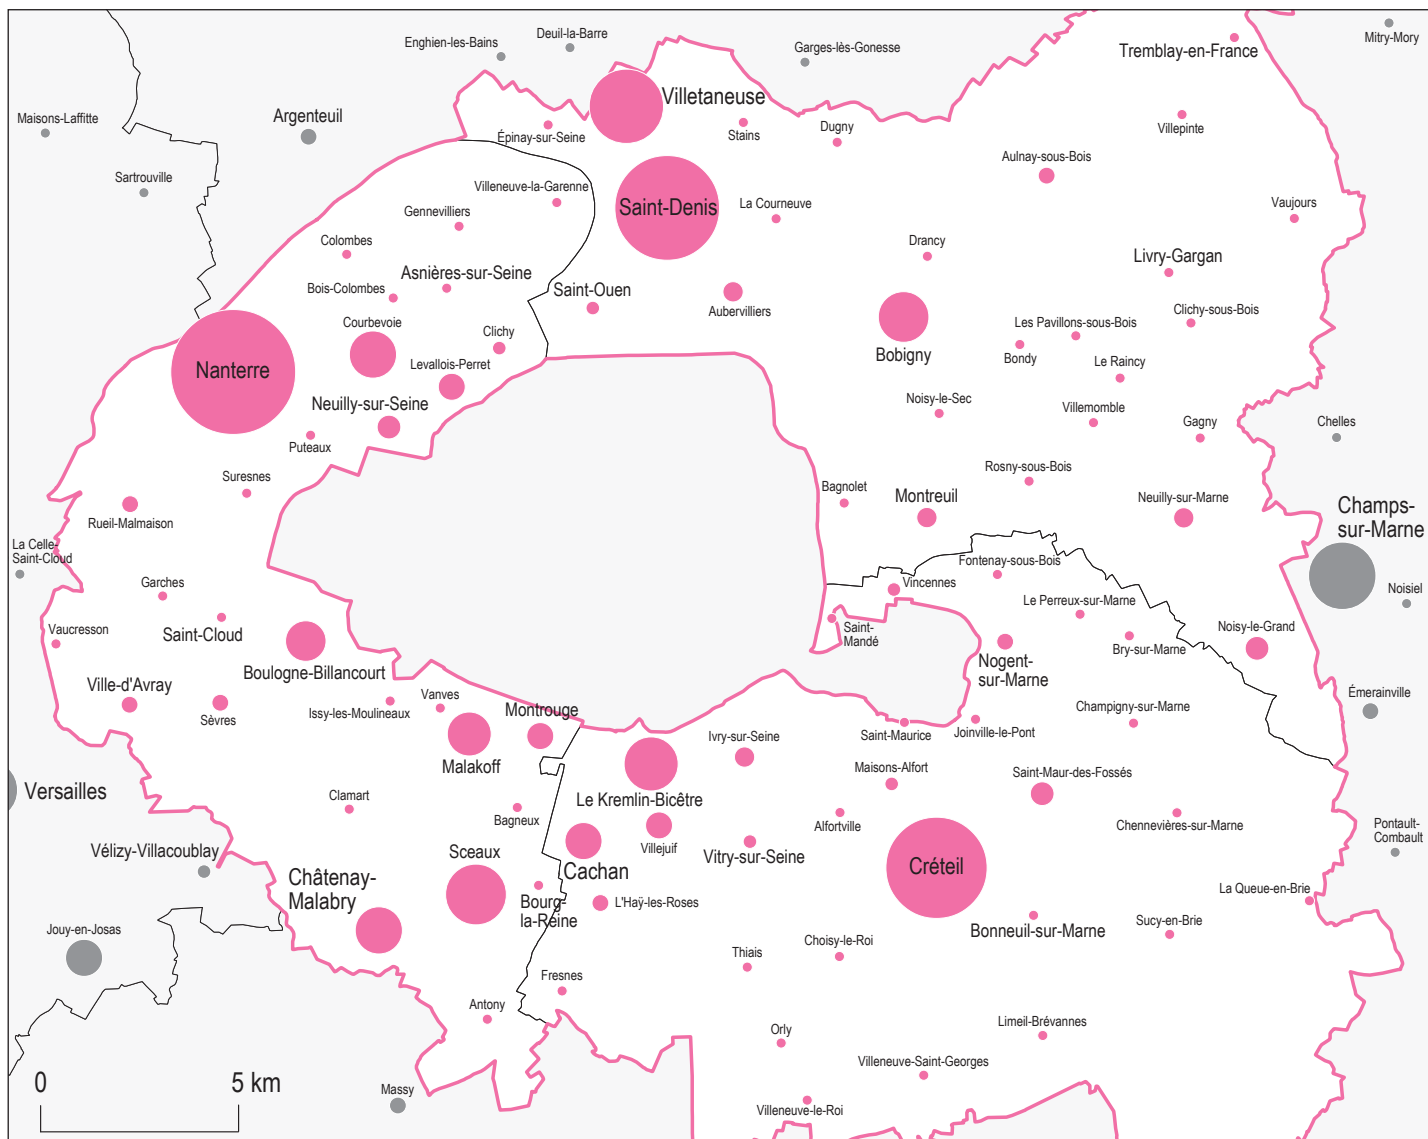 Mitry-Mory
Deuil-la-Barre
Enghien-les-Bains
Garges-lès-Gonesse
Tremblay-en-France
Villetaneuse
Maisons-Laffitte
Argenteuil
Épinay-sur-Seine
Stains
Dugny
Villepinte
Aulnay-sous-Bois
Sartrouville
Villeneuve-la-Garenne
Gennevilliers
Saint-Denis
La Courneuve
Vaujours
Colombes
Drancy
Livry-Gargan
Asnières-sur-Seine
Bois-Colombes
Saint-Ouen
Aubervilliers
Clichy-sous-Bois
Courbevoie
Clichy
Les Pavillons-sous-Bois
Bobigny
Bondy
Levallois-Perret
Le Raincy
Nanterre
Neuilly-sur-Seine
Noisy-le-Sec
Villemomble
Gagny
Chelles
Puteaux
Suresnes
Rosny-sous-Bois
Bagnolet
Montreuil
Neuilly-sur-Marne
Champs-
sur-Marne
Rueil-Malmaison
La Celle-
Saint-Cloud
Fontenay-sous-Bois
Garches
Vincennes
Noisiel
Le Perreux-sur-Marne
Vaucresson
Saint-Cloud
Saint-
Mandé
Noisy-le-Grand
Bry-sur-Marne
Nogent-
sur-Marne
Boulogne-Billancourt
Ville-d'Avray
Émerainville
Vanves
Sèvres
Issy-les-Moulineaux
Montrouge
Champigny-sur-Marne
Ivry-sur-Seine
Saint-Maurice
Joinville-le-Pont
Malakoff
Maisons-Alfort
Saint-Maur-des-Fossés
Versailles
Clamart
Le Kremlin-Bicêtre
Bagneux
Alfortville
Chennevières-sur-Marne
Pontault-
Combault
Vélizy-Villacoublay
Sceaux
Villejuif
Vitry-sur-Seine
Cachan
Créteil
Châtenay-
Malabry
Bourg-
la-Reine
L'Haÿ-les-Roses
La Queue-en-Brie
Jouy-en-Josas
Bonneuil-sur-Marne
Sucy-en-Brie
Choisy-le-Roi
Thiais
Fresnes
Antony
Limeil-Brévannes
Orly
Villeneuve-Saint-Georges
Massy
Villeneuve-le-Roi
0 5 km